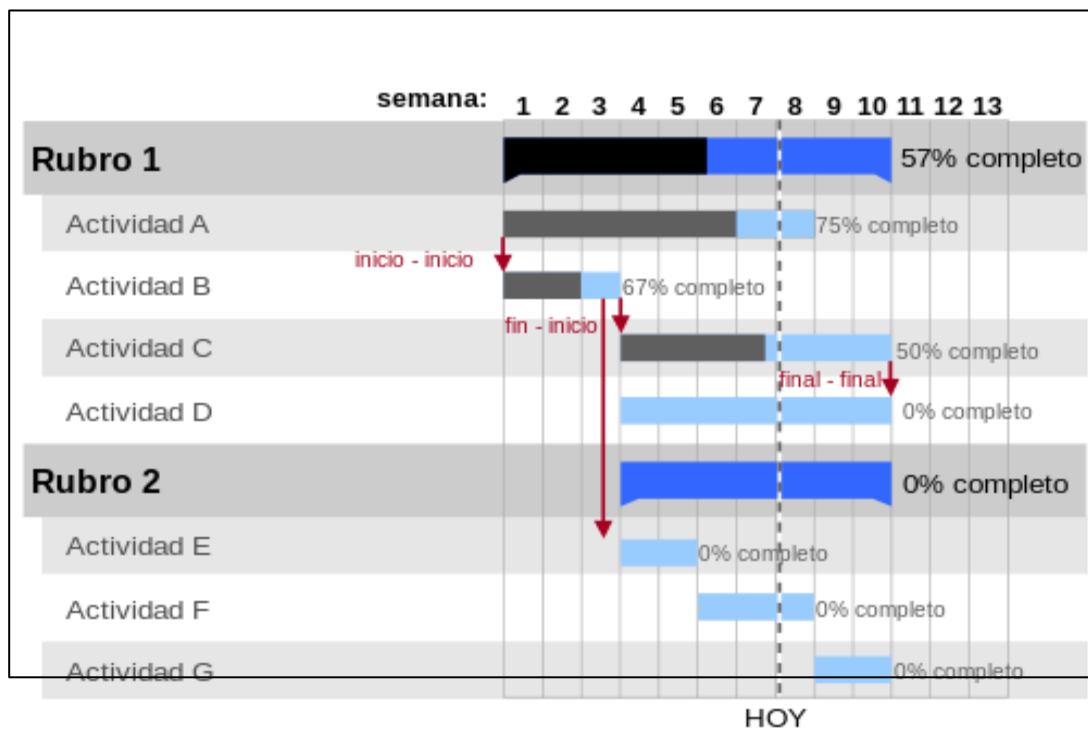 semana: 1 2 3 4 5 6 7 8 9 10 11 12 13
Rubro 1 57% completo
Actividad A 75% completo
inicio - inicio
Actividad B 67% completo
fin - inicio
Actividad C 50% completo
final - final
Actividad D 0% completo
Rubro 2 0% completo
Actividad E 0% completo
Actividad F 0% completo
Actividad G 0% completo
HOY